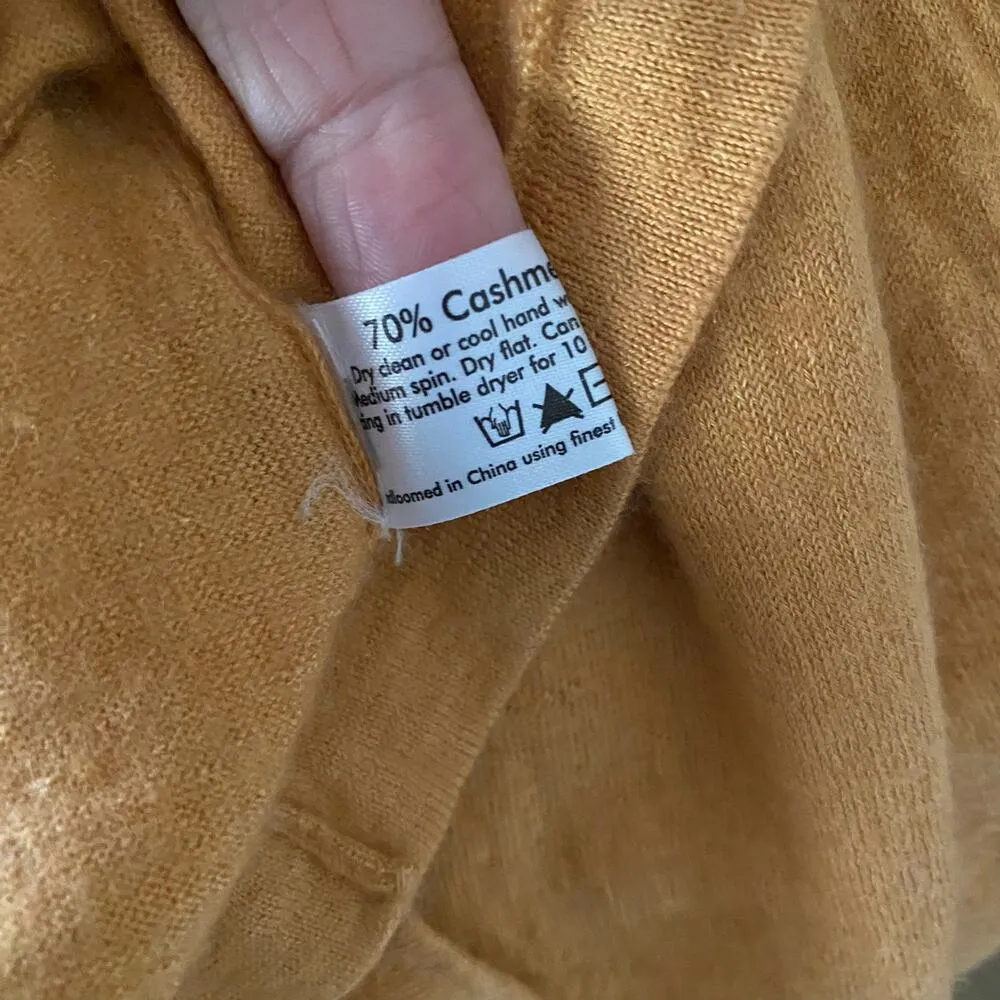 70% Cashme
Dry clean or cool hand w
Medium spin. Dry flat. Can
ing in tumble dryer for 10
lloomed in China using finest